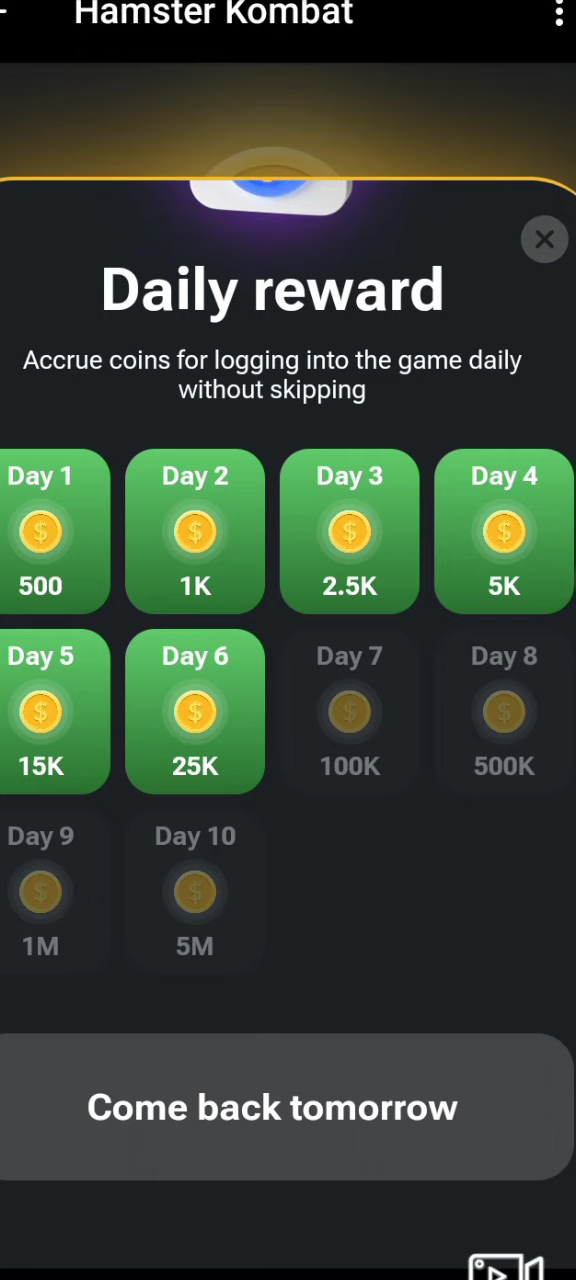 Hamster Kombat
Daily reward
Accrue coins for logging into the game daily
without skipping
Day 1
500
Day 2
1K
Day 3
2.5K
Day 4
5K
Day 5
15K
Day 6
25K
Day 7
100K
Day 8
500K
Day 9
1M
Day 10
5M
Come back tomorrow